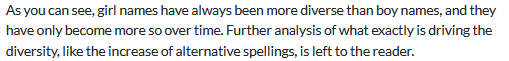 As you can see, girl names have always been more diverse than boy names, and they
have only become more so over time. Further analysis of what exactly is driving the
diversity, like the increase of alternative spellings, is left to the reader.